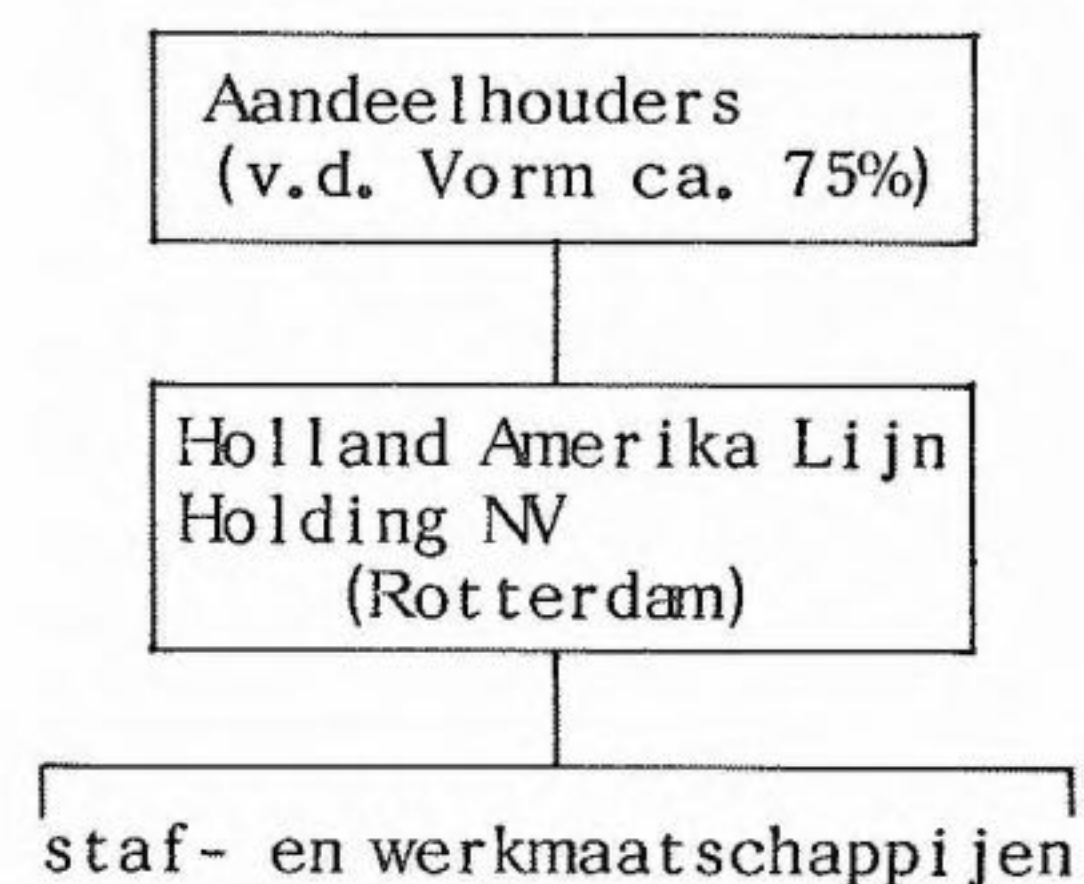 Aandeelhouders
(v.d. Vorm ca. 75%)
Holland Amerika Lijn
Holding NV
(Rotterdam)
staf- en werkmaatschappijen